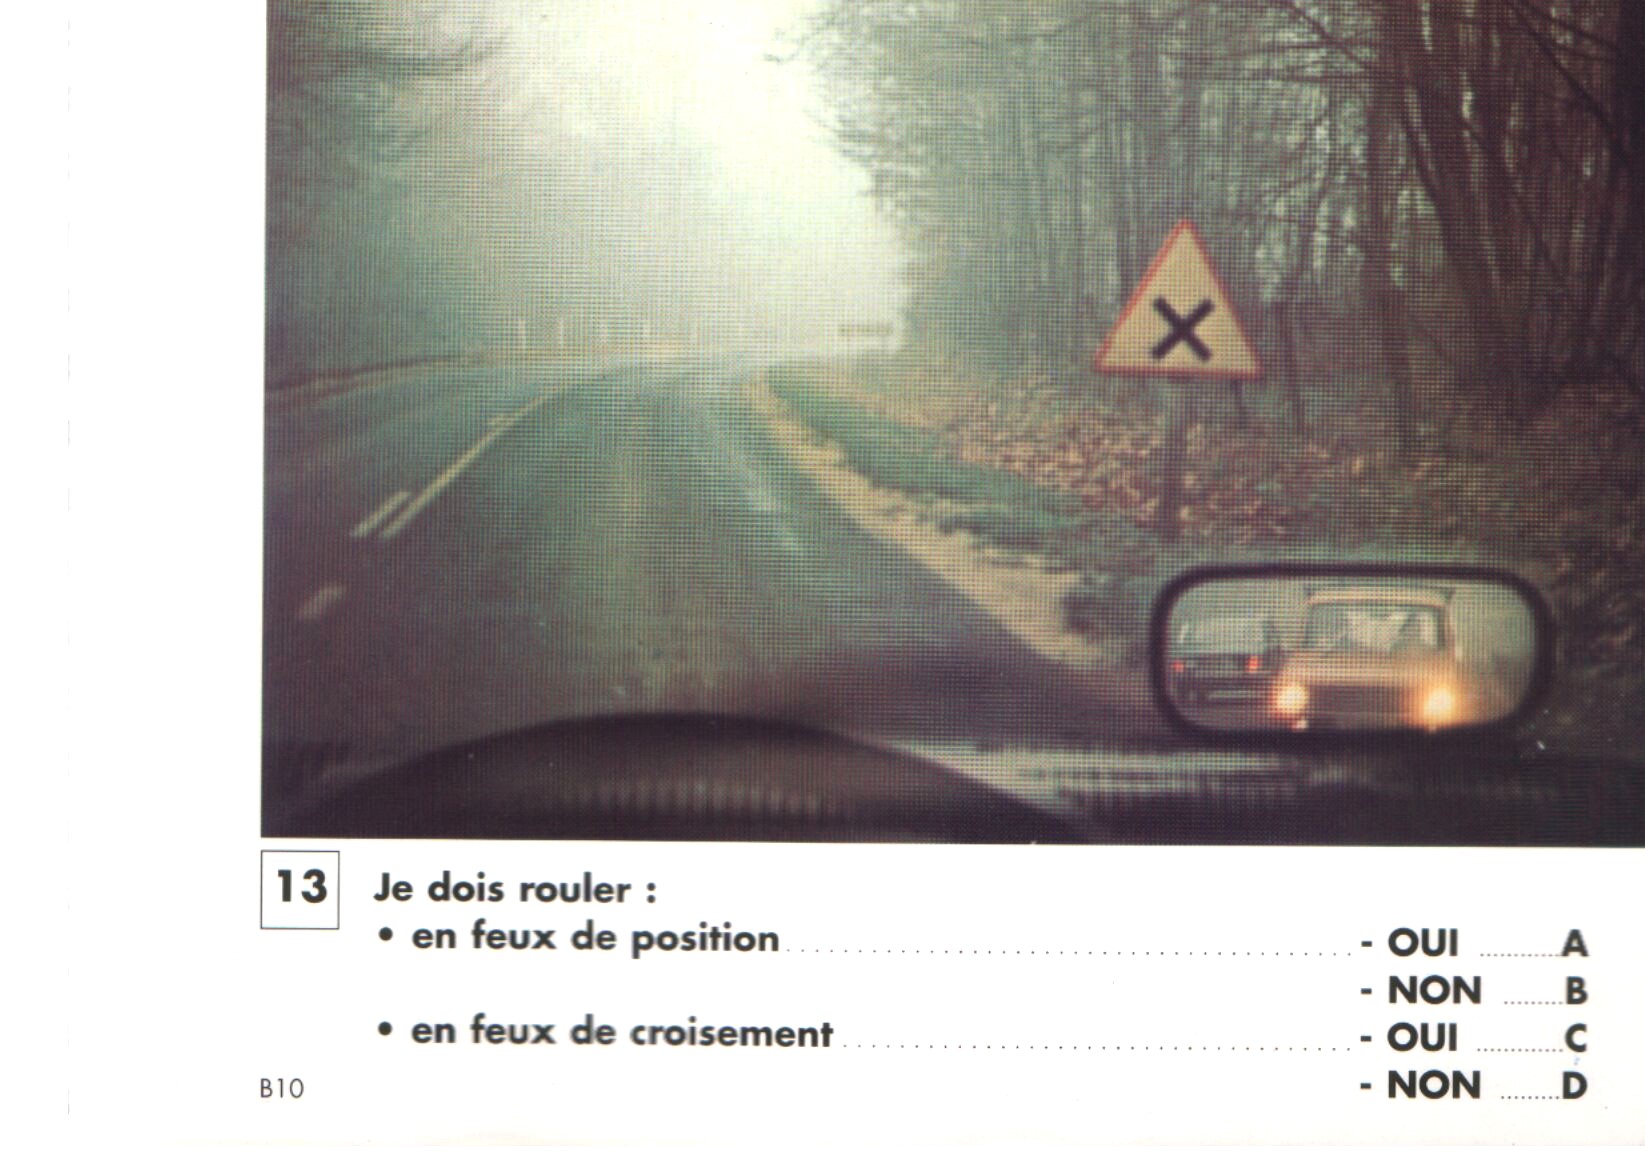 13 Je dois rouler :
• en feux de position - OUI A
- NON B
• en feux de croisement - OUI C
- NON D
B10